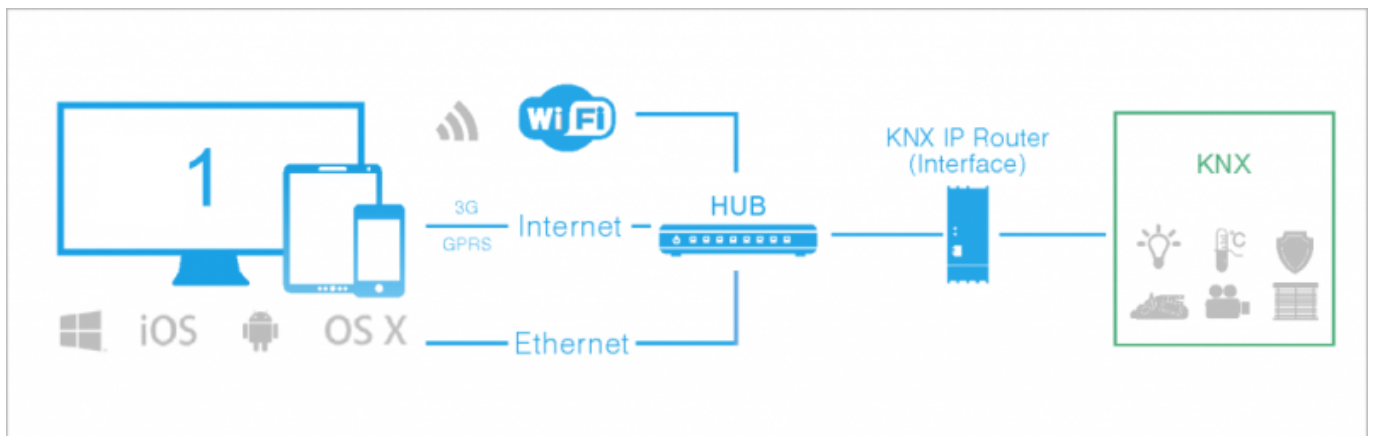 1
WiFi
3G
GPRS
Internet
Ethernet
iOS
OS X
HUB
KNX IP Router
(Interface)
KNX
°C